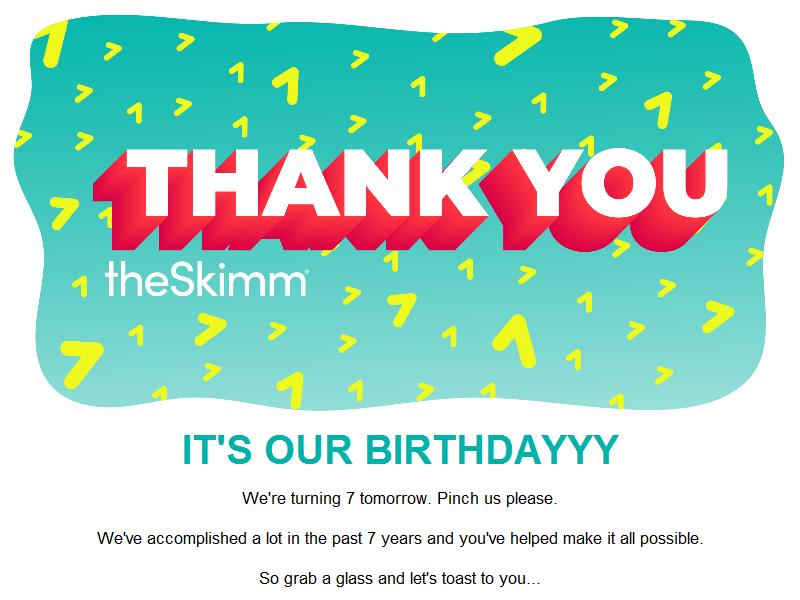 THANK YOU
theSkimm
IT'S OUR BIRTHDAYYY
We're turning 7 tomorrow. Pinch us please.
We've accomplished a lot in the past 7 years and you've helped make it all possible.
So grab a glass and let's toast to you...